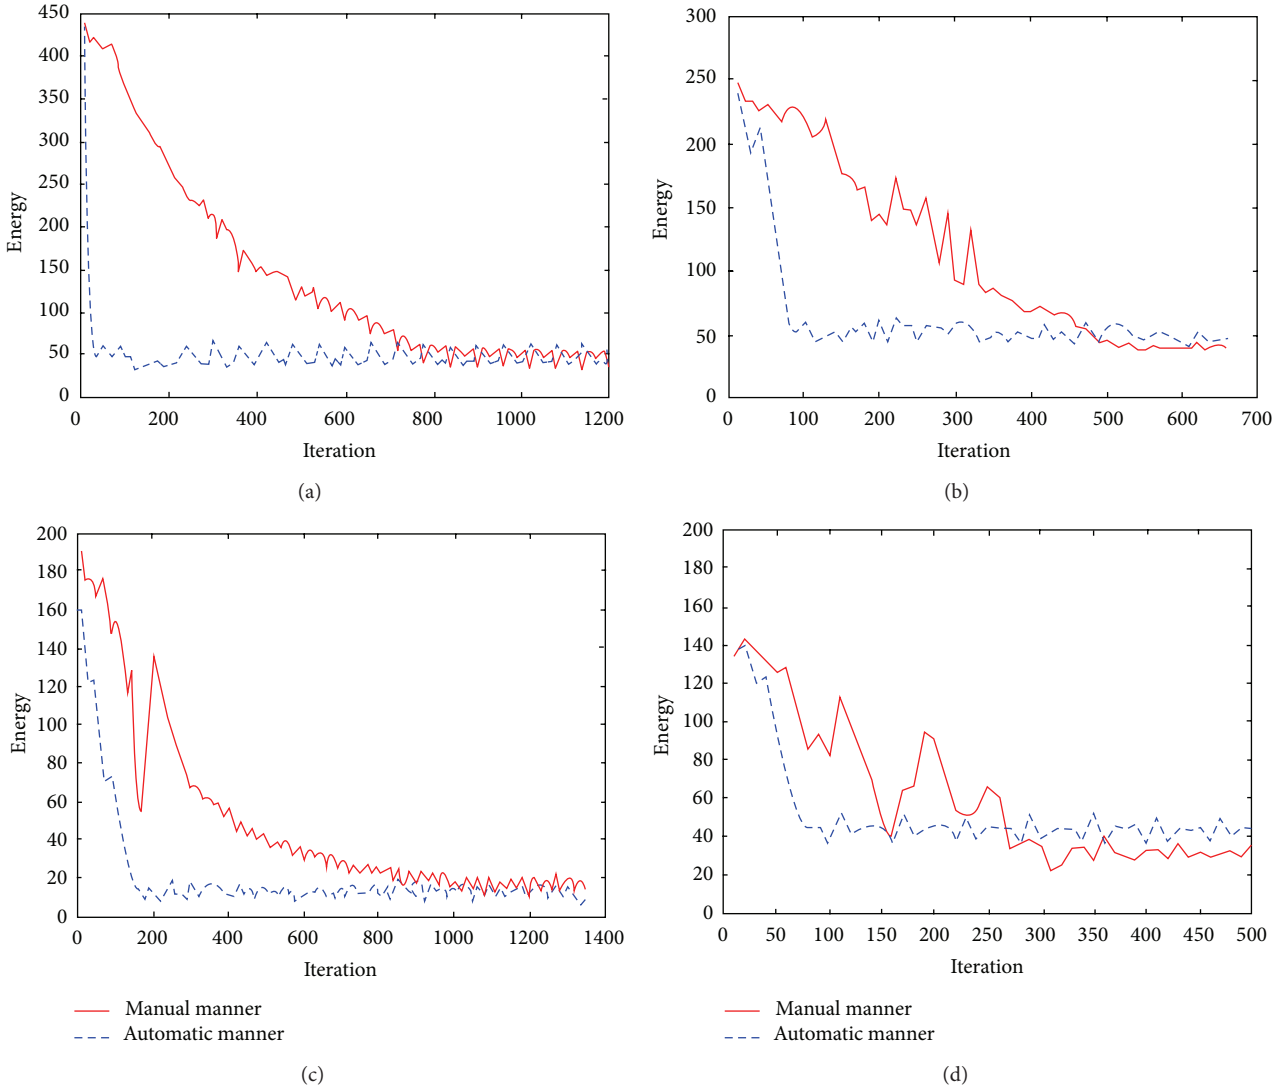 450
400
350
300
250
200
150
100
50
0
Energy
0 200 400 600 800 1000 1200
Iteration
(a)
300
250
200
150
100
50
0
Energy
0 100 200 300 400 500 600 700
Iteration
(b)
200
180
160
140
120
100
80
60
40
20
0
Energy
0 200 400 600 800 1000 1200 1400
Iteration
Manual manner
Automatic manner
(c)
200
180
160
140
120
100
80
60
40
20
0
Energy
0 50 100 150 200 250 300 350 400 450 500
Iteration
Manual manner
Automatic manner
(d)